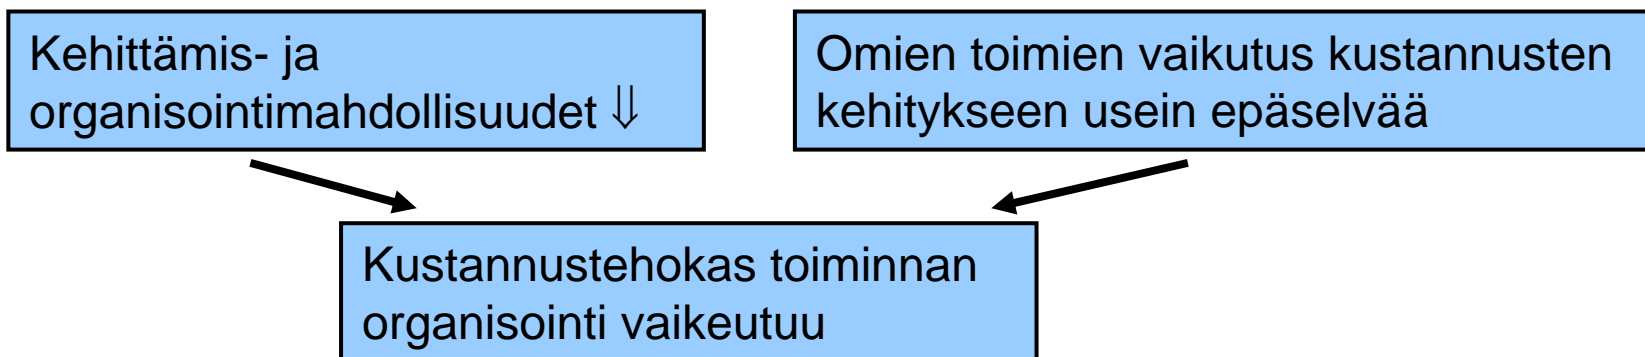 Kehittämis- ja
organisointimahdollisuudet ⇓
Omien toimien vaikutus kustannusten
kehitykseen usein epäselvää
Kustannustehokas toiminnan
organisointi vaikeutuu